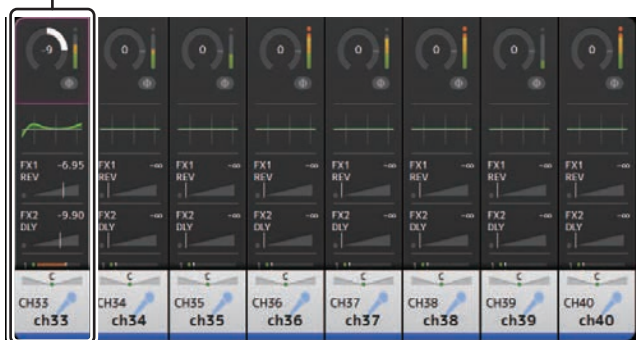 -9 0 0 0 0 0 0 0
FX1 -6.95 FX1 -∞ FX1 -∞ FX1 -∞ FX1 -∞ FX1 -∞ FX1 -∞ FX1 -∞
REV REV REV REV REV REV REV REV
FX2 -9.90 FX2 -∞ FX2 -∞ FX2 -∞ FX2 -∞ FX2 -∞ FX2 -∞ FX2 -∞
DLY DLY DLY DLY DLY DLY DLY DLY
C C C C C C C C
CH33 CH34 CH35 CH36 CH37 CH38 CH39 CH40
ch33 ch34 ch35 ch36 ch37 ch38 ch39 ch40